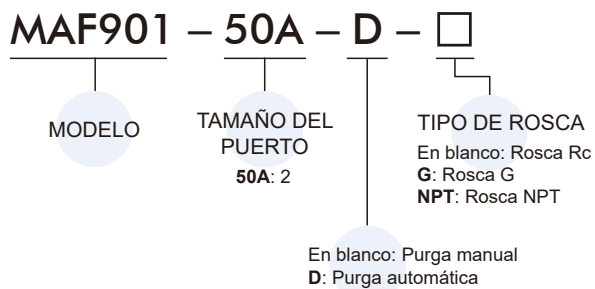 MAF901 – 50A – D – □
MODELO
TAMAÑO DEL
PUERTO
50A: 2
TIPO DE ROSCA
En blanco: Rosca Rc
G: Rosca G
NPT: Rosca NPT
En blanco: Purga manual
D: Purga automática